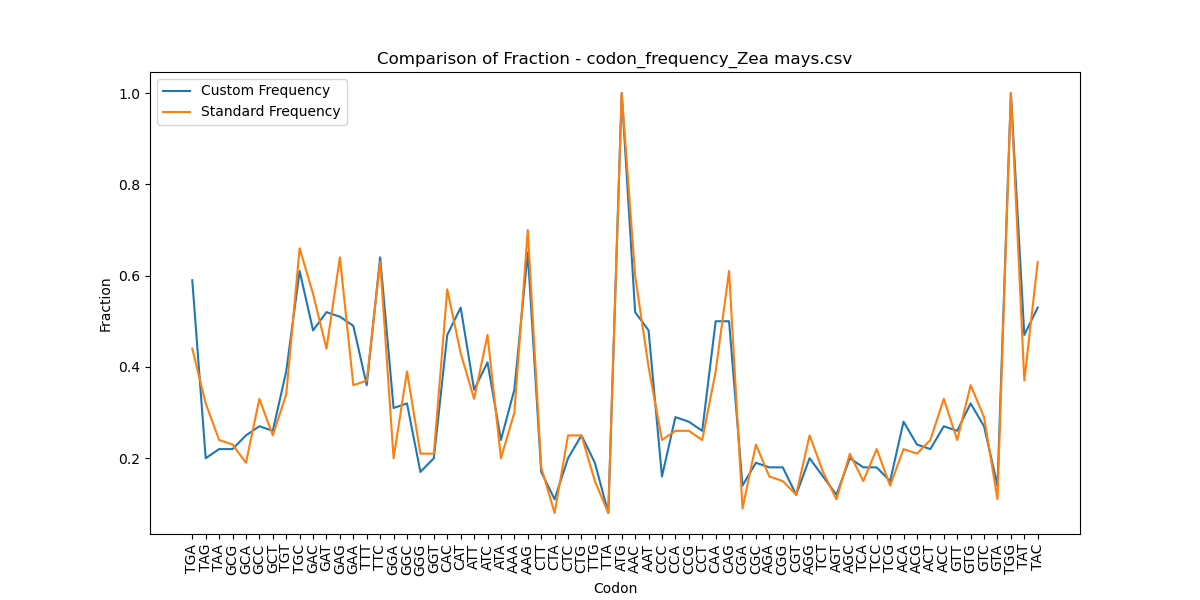 Comparison of Fraction - codon_frequency_Zea mays.csv
Custom Frequency
Standard Frequency
1.0
0.8
0.6
0.4
0.2
Fraction
TGA TAG TAA GCG GCA GCC GCT TGT TGC GAC GAT GAG GAA TTT TTC GGA GGC GGG GGT CAC CAT ATT ATC ATA AAA AAG CTT CTA CTC CTG TTG TTA ATG AAC AAT CCC CCA CCG CCT CAA CAG CGA CGC AGA CGG CGT AGG TCT AGT AGC TCA TCC TCG ACA ACG ACT ACC GTT GTG GTC GTA TGG TAT TAC
Codon